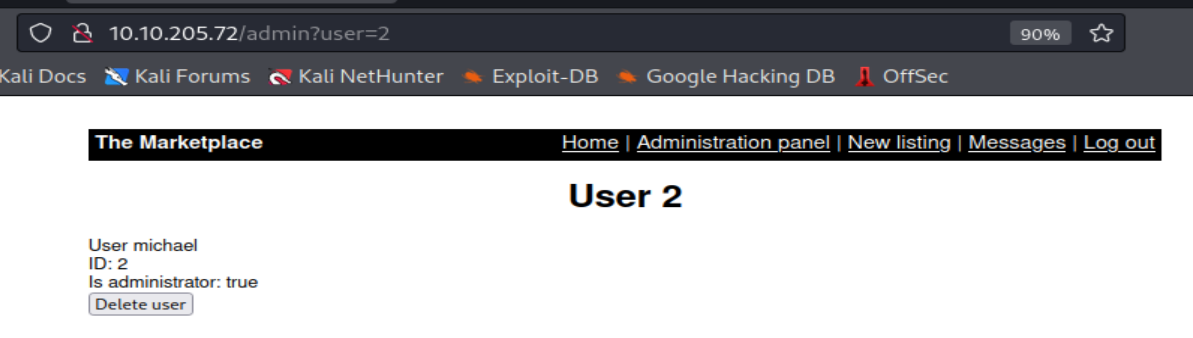 10.10.205.72/admin?user=2 90%
Kali Docs Kali Forums Kali NetHunter Exploit-DB Google Hacking DB OffSec
The Marketplace Home | Administration panel | New listing | Messages | Log out
User 2
User michael
ID: 2
Is administrator: true
Delete user